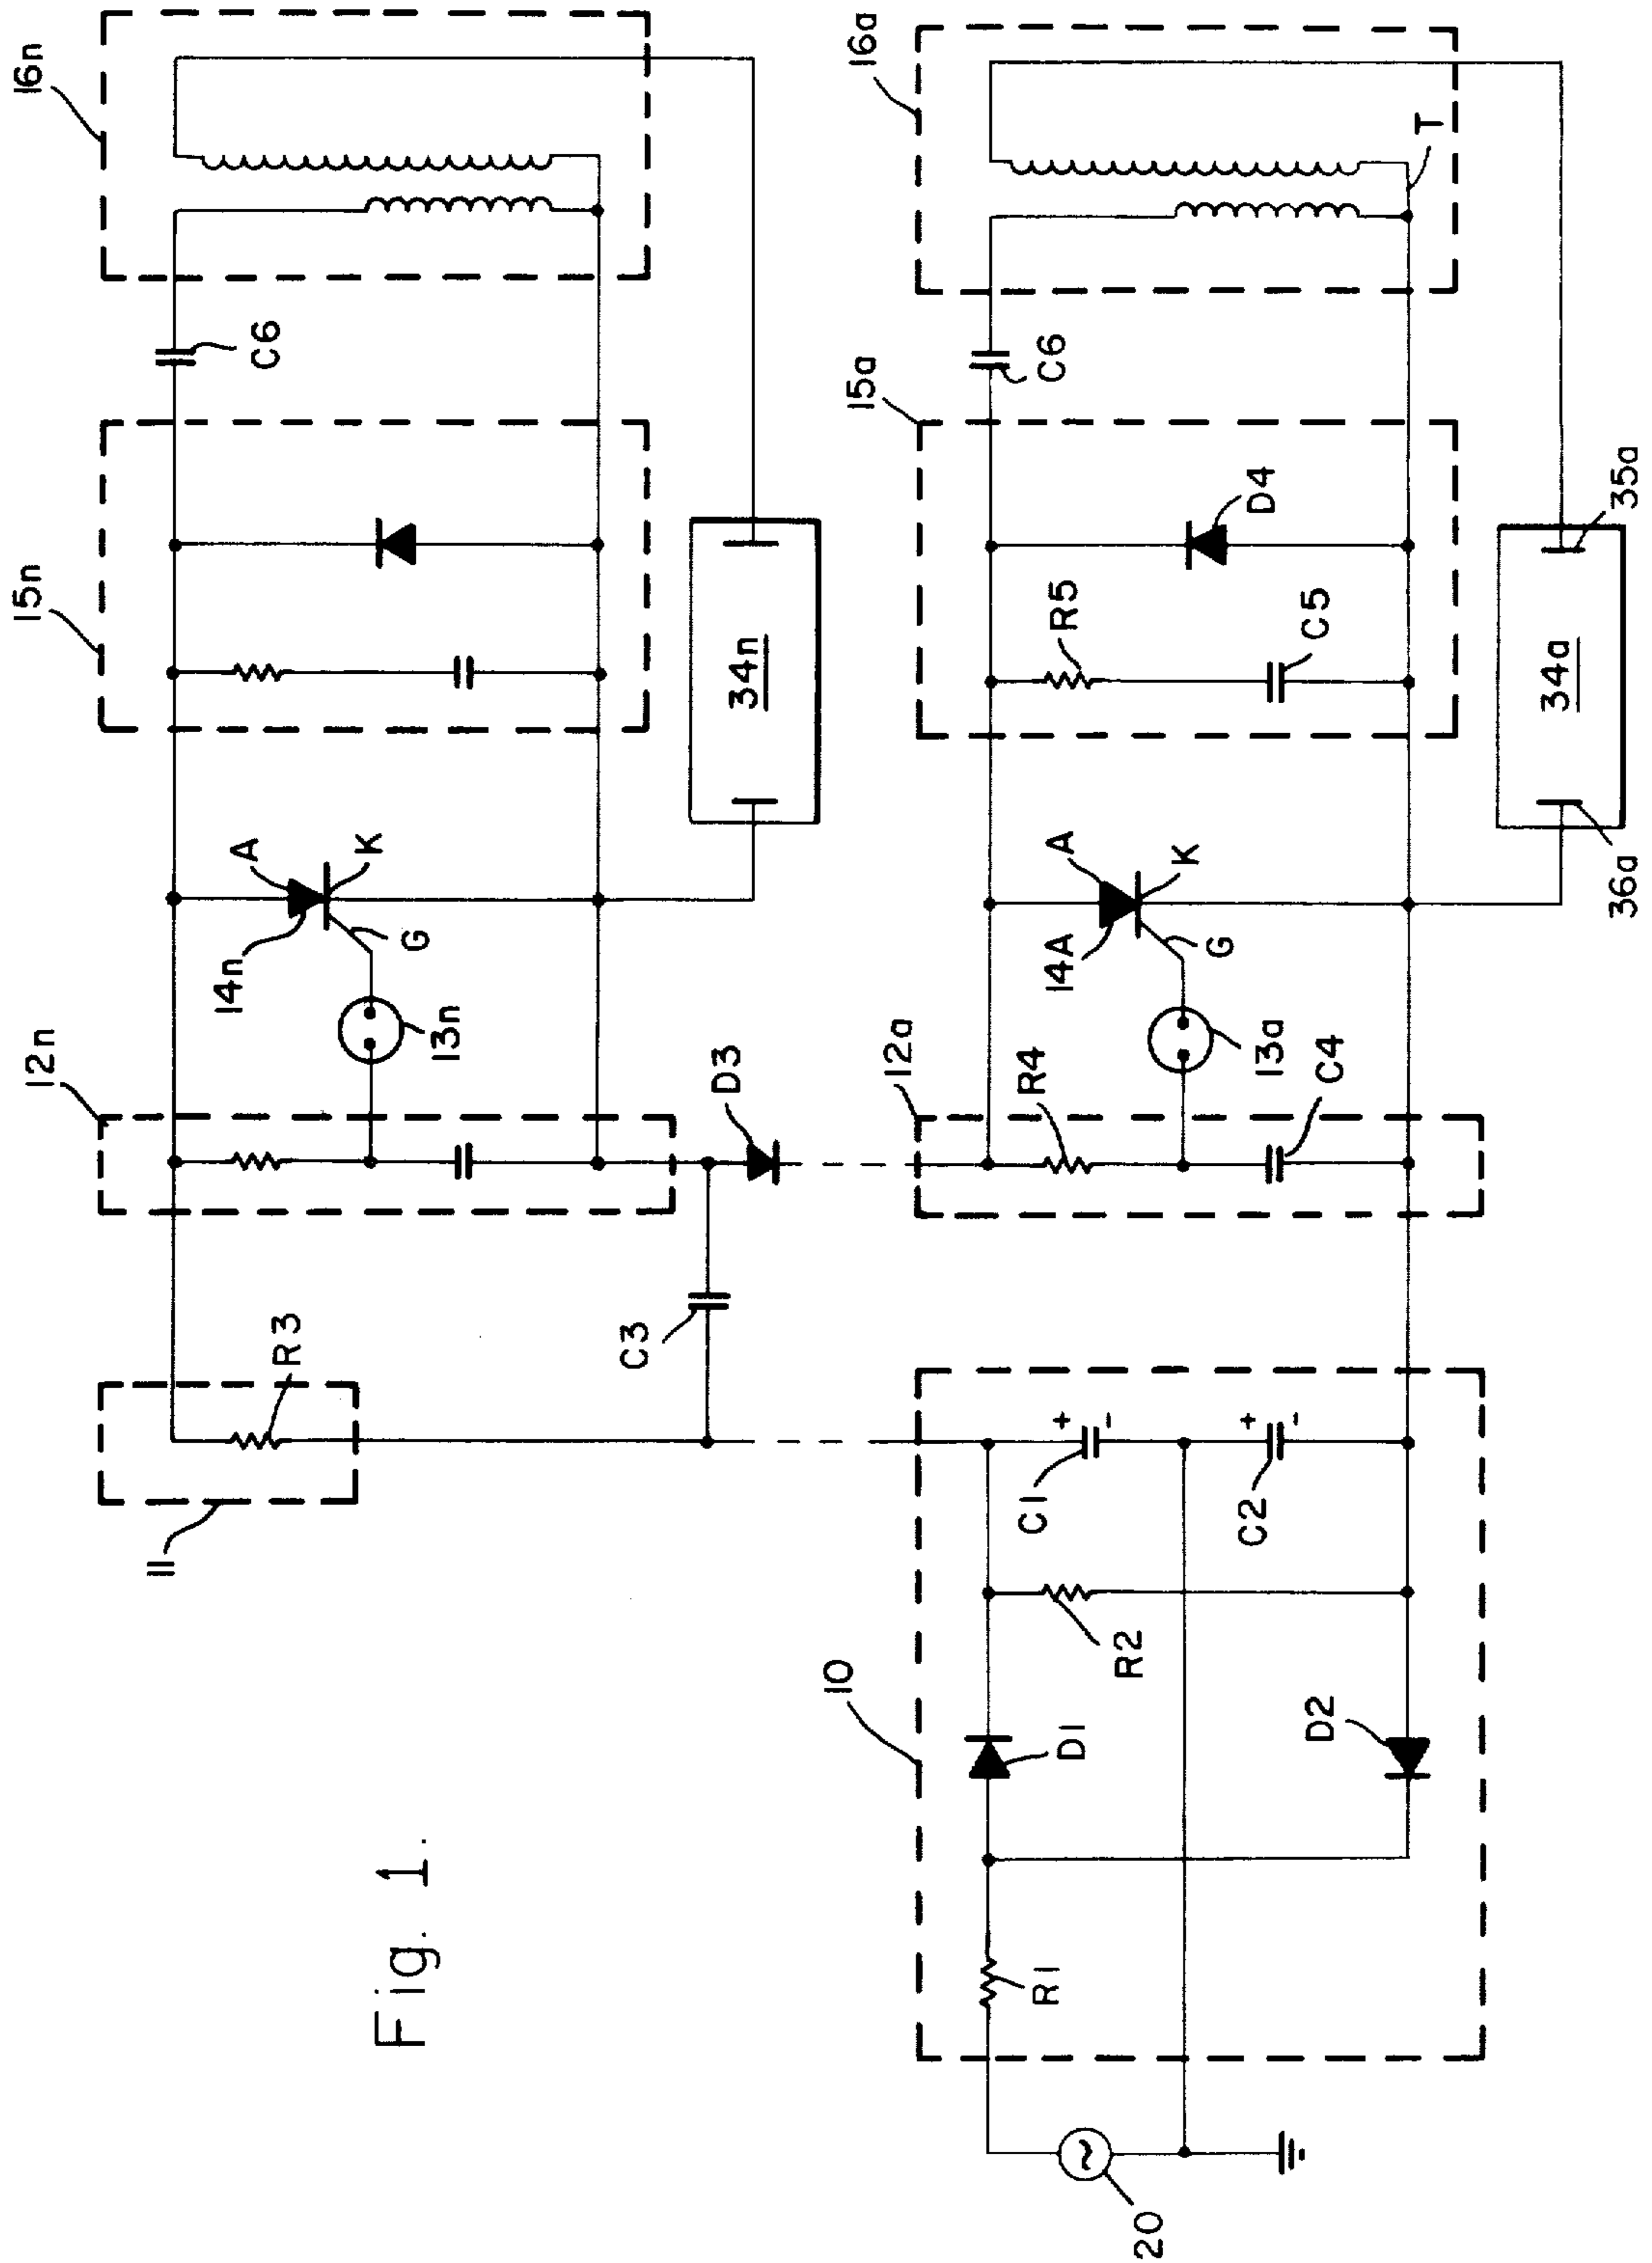 16n
C6
15n
34n
A
K
G
14n
13n
12n
D3
R3
C3
11
16a
T
C6
15a
D4
R5
C5
35a
34a
36a
A
K
G
14A
13a
12a
R4
C4
+
-
+
-
C1
C2
R2
10
D1
D2
R1
20
Fig. 1.